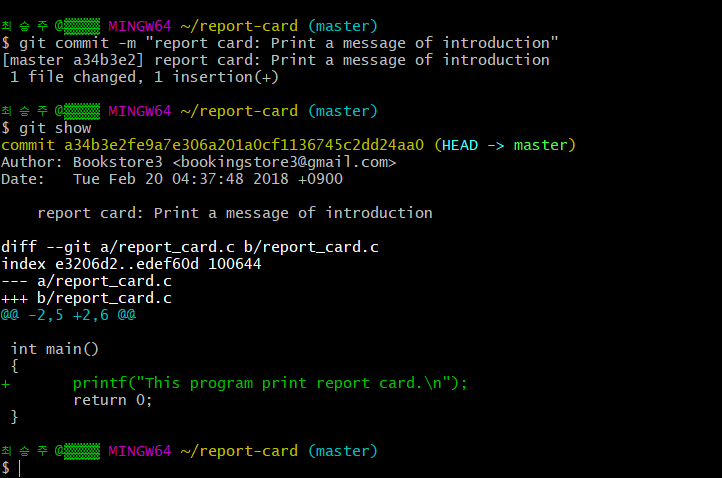 최 승 주 @▒▒▒▒ MINGW64 ~/report-card (master)
$ git commit -m "report card: Print a message of introduction"
[master a34b3e2] report card: Print a message of introduction
 1 file changed, 1 insertion(+)

최 승 주 @▒▒▒▒ MINGW64 ~/report-card (master)
$ git show
commit a34b3e2fe9a7e306a201a0cf1136745c2dd24aa0 (HEAD -> master)
Author: Bookstore3 <bookingstore3@gmail.com>
Date:   Tue Feb 20 04:37:48 2018 +0900

    report card: Print a message of introduction

diff --git a/report_card.c b/report_card.c
index e3206d2..edef60d 100644
--- a/report_card.c
+++ b/report_card.c
@@ -2,5 +2,6 @@

 int main()
 {
+       printf("This program print report card.\n");
        return 0;
 }

최 승 주 @▒▒▒▒ MINGW64 ~/report-card (master)
$